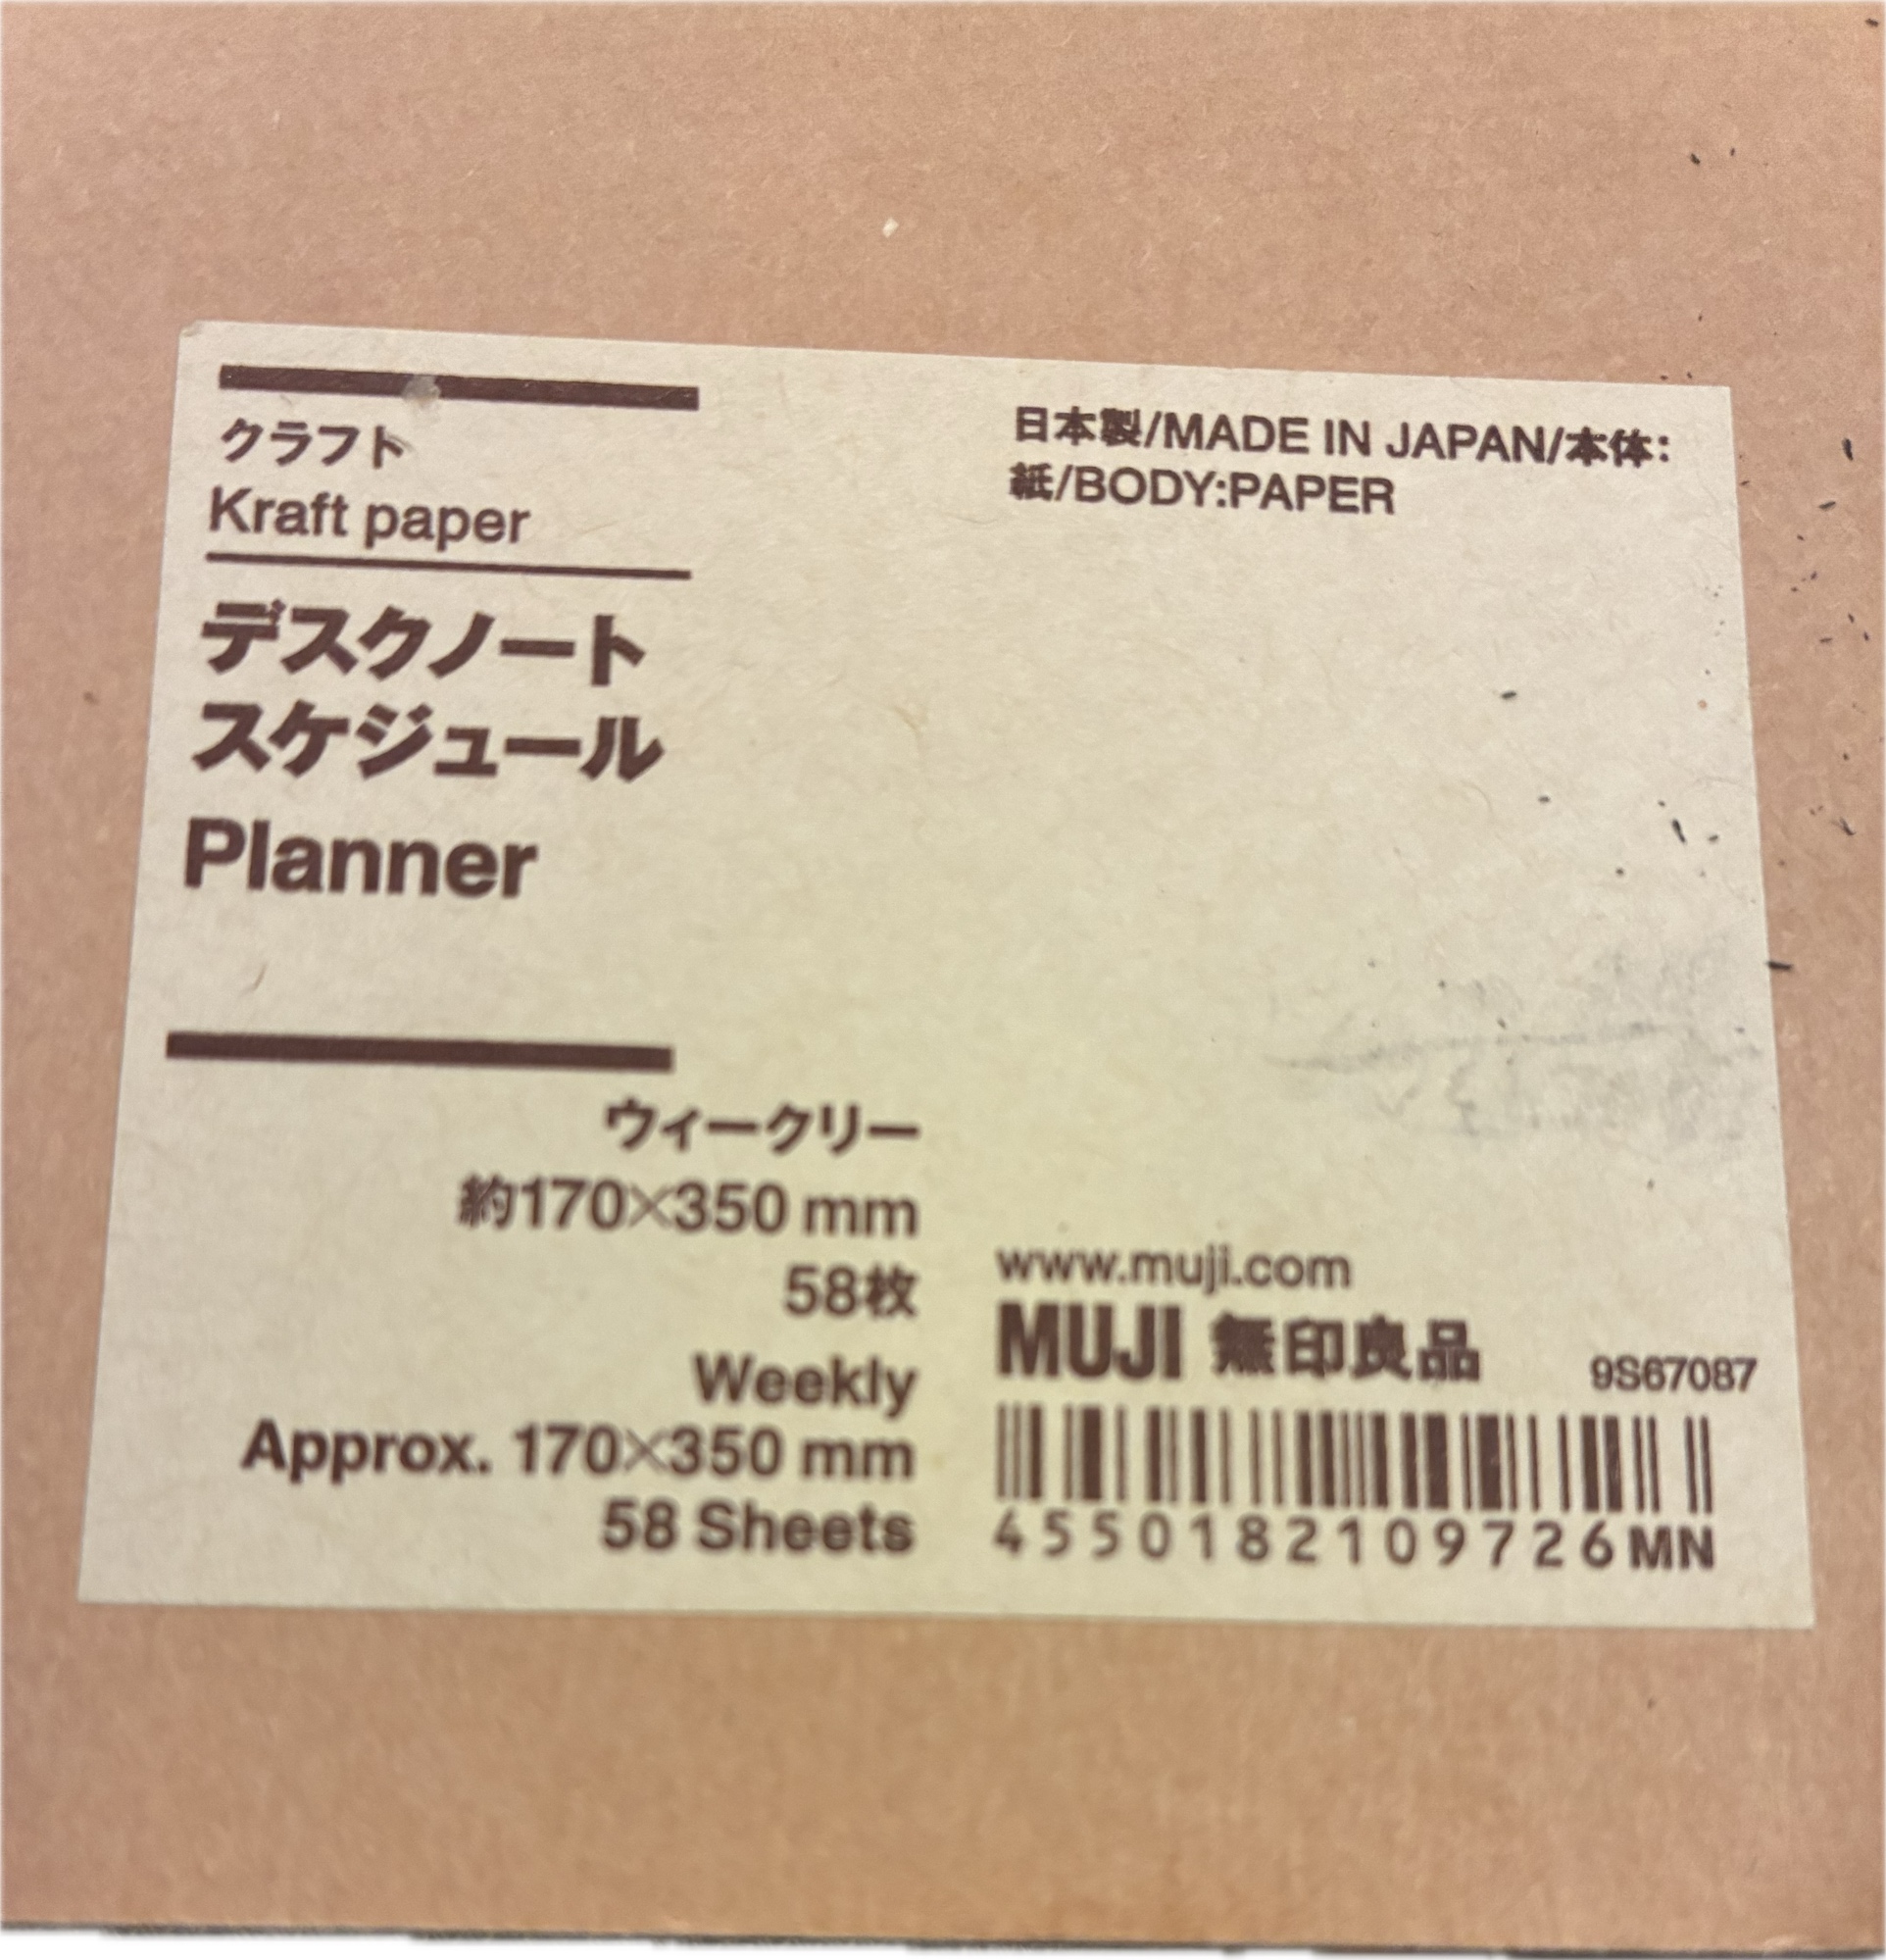 クラフト
Kraft paper
デスクノート
スケジュール
Planner
ウィークリー
約170×350 mm
58枚
Weekly
Approx. 170×350 mm
58 Sheets
日本製/MADE IN JAPAN/本体:
紙/BODY:PAPER
www.muji.com
MUJI 無印良品
9S67087
4550182109726MN